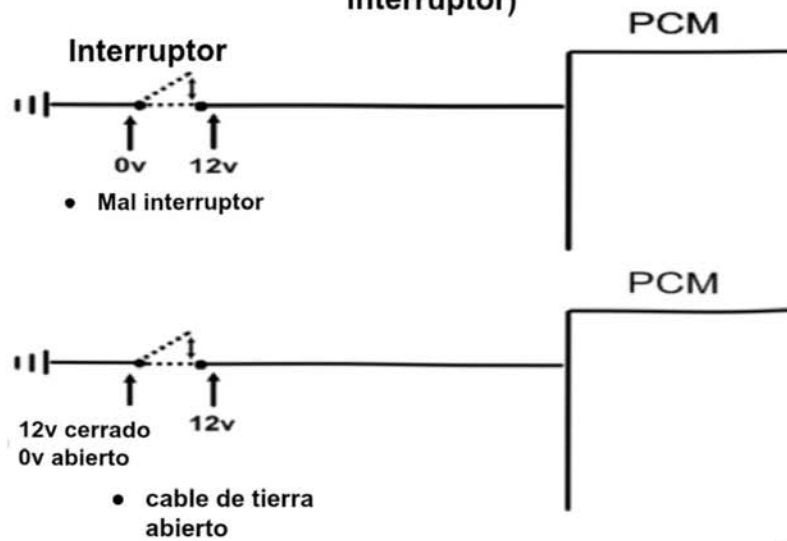 interruptor)
PCM
Interruptor
0v 12v
• Mal interruptor
PCM
12v cerrado 12v
0v abierto
• cable de tierra
abierto